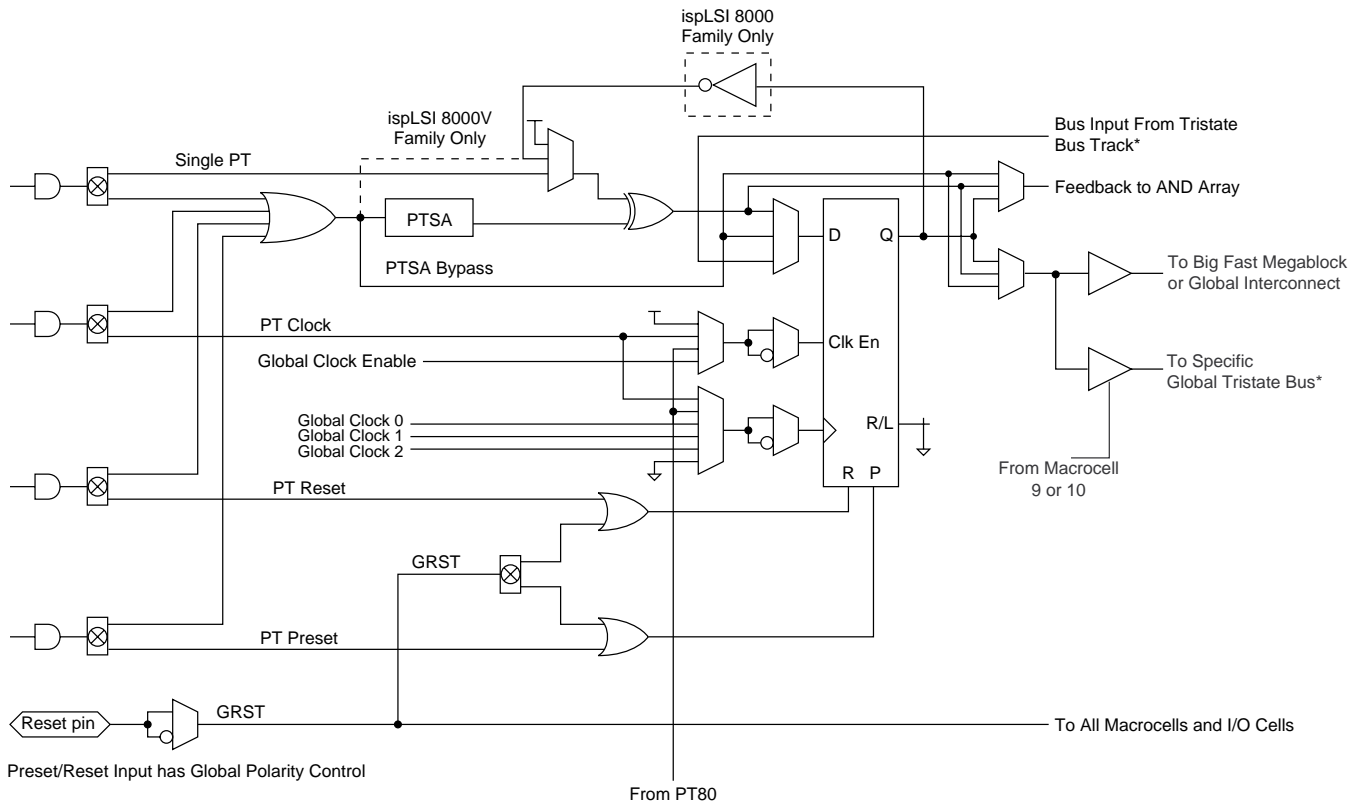 ispLSI 8000
Family Only
ispLSI 8000V
Family Only
Bus Input From Tristate
Bus Track*
Single PT
Feedback to AND Array
PTSA
D
Q
PTSA Bypass
To Big Fast Megablock
or Global Interconnect
PT Clock
Clk En
Global Clock Enable
To Specific
Global Tristate Bus*
Global Clock 0
Global Clock 1
Global Clock 2
R/L
From Macrocell
9 or 10
R P
PT Reset
GRST
PT Preset
Reset pin
GRST
To All Macrocells and I/O Cells
Preset/Reset Input has Global Polarity Control
From PT80